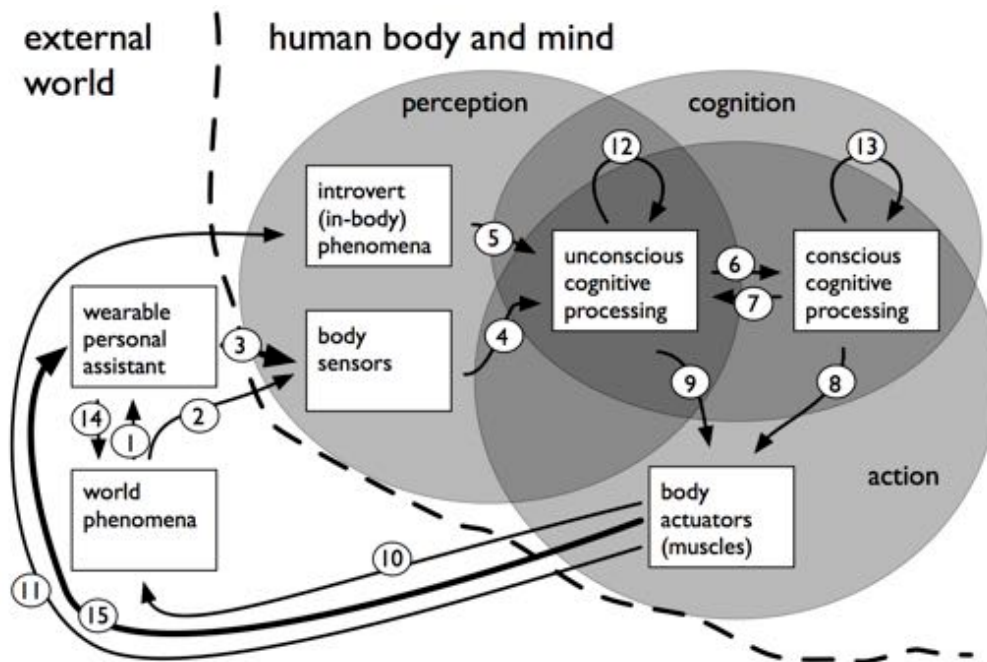 external
world
human body and mind
perception
cognition
12
13
introvert
(in-body)
phenomena
5
unconscious
cognitive
processing
6
7
conscious
cognitive
processing
wearable
personal
assistant
3
body
sensors
4
9
8
14
1
2
world
phenomena
body
actuators
(muscles)
action
10
11
15